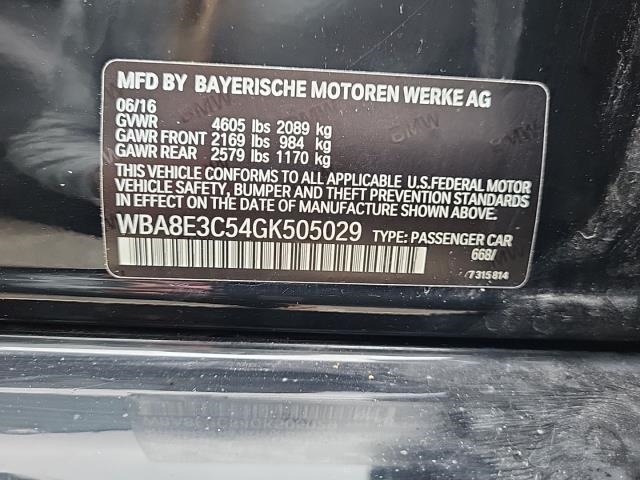 MFD BY BAYERISCHE MOTOREN WERKE AG
06/16
GVWR 4605 lbs 2089 kg
GAWR FRONT 2169 lbs 984 kg
GAWR REAR 2579 lbs 1170 kg
THIS VEHICLE CONFORMS TO ALL APPLICABLE U.S.FEDERAL MOTOR
VEHICLE SAFETY, BUMPER AND THEFT PREVENTION STANDARDS
IN EFFECT ON THE DATE OF MANUFACTURE SHOWN ABOVE.
WBA8E3C54GK505029 TYPE: PASSENGER CAR
668/
7315814
BMW
BMW